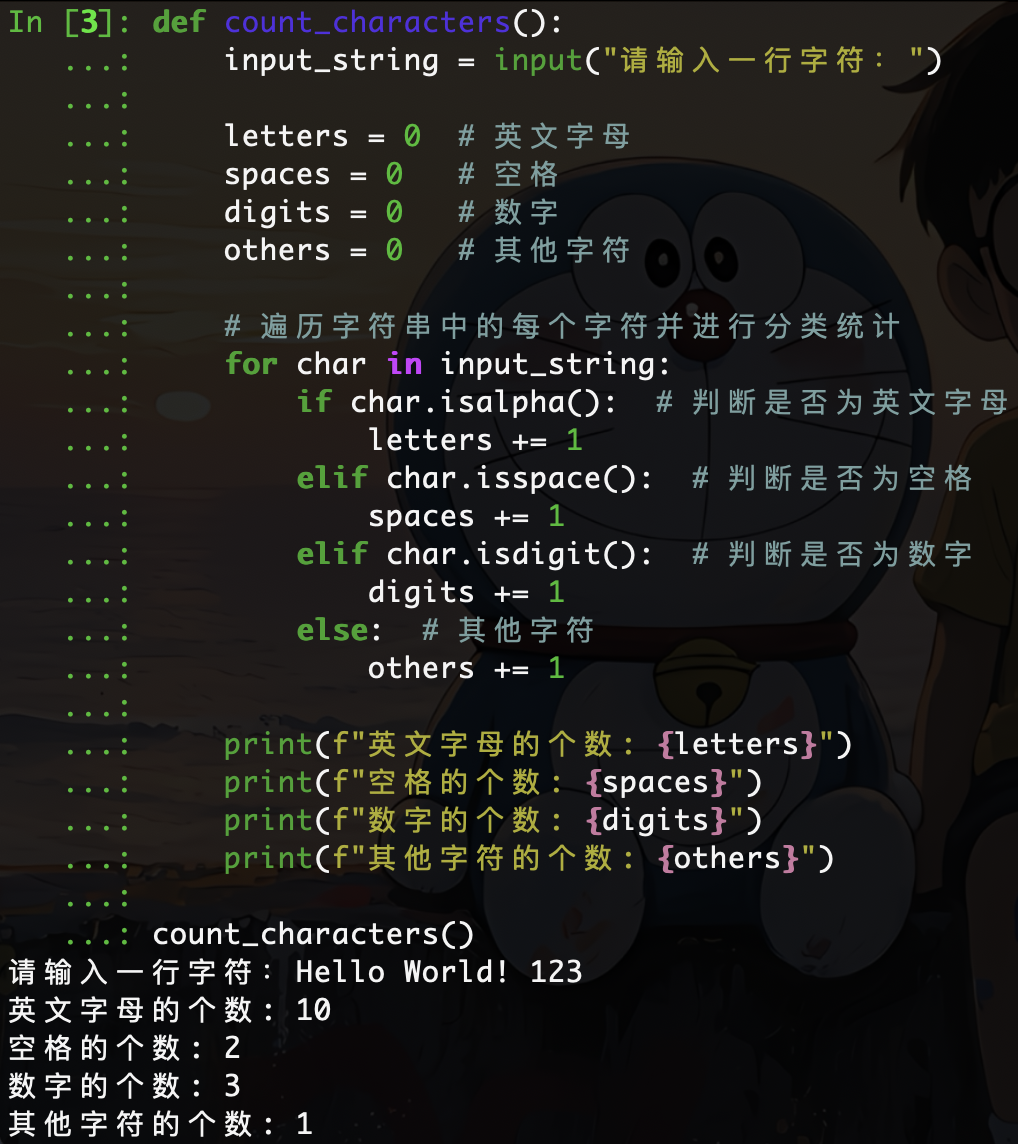 In [3]: def count_characters():
   ...:     input_string = input("请输入一行字符: ")
   ...:
   ...:     letters = 0  # 英文字母
   ...:     spaces = 0   # 空格
   ...:     digits = 0   # 数字
   ...:     others = 0   # 其他字符
   ...:
   ...:     # 遍历字符串中的每个字符并进行分类统计
   ...:     for char in input_string:
   ...:         if char.isalpha():  # 判断是否为英文字母
   ...:             letters += 1
   ...:         elif char.isspace():  # 判断是否为空格
   ...:             spaces += 1
   ...:         elif char.isdigit():  # 判断是否为数字
   ...:             digits += 1
   ...:         else:  # 其他字符
   ...:             others += 1
   ...:
   ...:     print(f"英文字母的个数: {letters}")
   ...:     print(f"空格的个数: {spaces}")
   ...:     print(f"数字的个数: {digits}")
   ...:     print(f"其他字符的个数: {others}")
   ...:
   ...: count_characters()
请输入一行字符: Hello World! 123
英文字母的个数: 10
空格的个数: 2
数字的个数: 3
其他字符的个数: 1